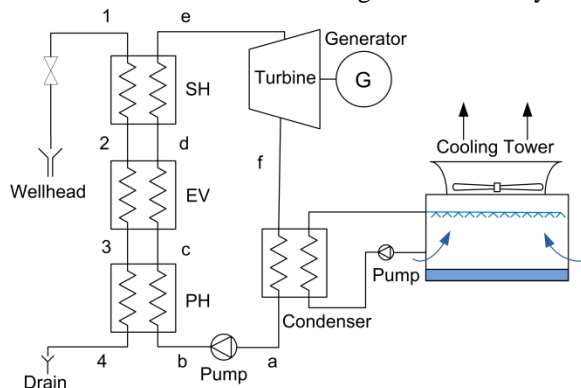 1
e
Generator
SH
Turbine
G
2
d
f
Cooling Tower
Wellhead
EV
3
c
Pump
PH
Condenser
4
b
a
Drain
Pump